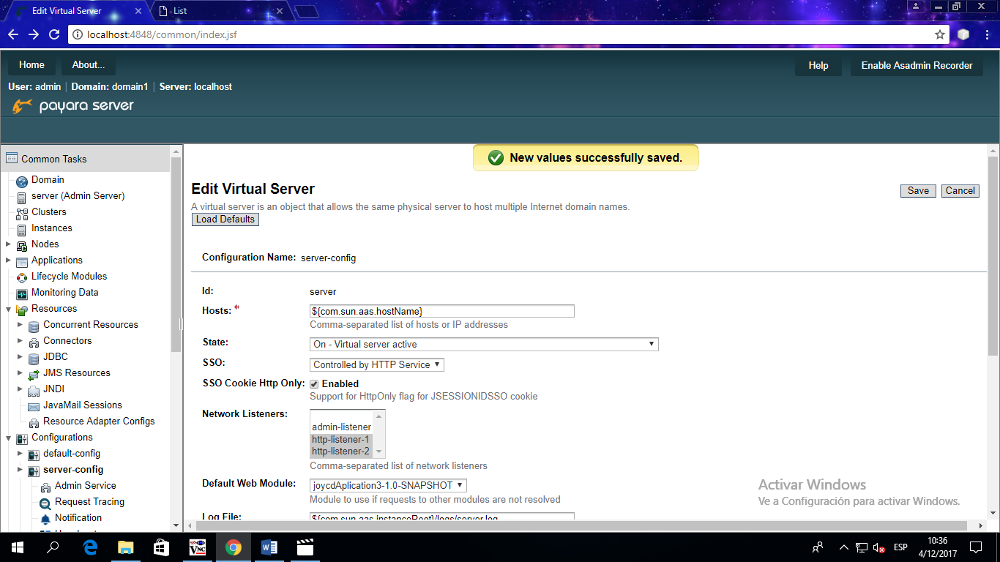 Edit Virtual Server
List
localhost:4848/common/index.jsf
Home
About...
Help
Enable Asadmin Recorder
User: admin | Domain: domain1 | Server: localhost
payara server
Common Tasks
Domain
server (Admin Server)
Clusters
Instances
Nodes
Applications
Lifecycle Modules
Monitoring Data
Resources
Concurrent Resources
Connectors
JDBC
JMS Resources
JNDI
JavaMail Sessions
Resource Adapter Configs
Configurations
default-config
server-config
Admin Service
Request Tracing
Notification
New values successfully saved.
Edit Virtual Server
Save
Cancel
A virtual server is an object that allows the same physical server to host multiple Internet domain names.
Load Defaults
Configuration Name: server-config
Id: server
Hosts: * ${com.sun.aas.hostName}
Comma-separated list of hosts or IP addresses
State: On - Virtual server active
SSO: Controlled by HTTP Service
SSO Cookie Http Only: Enabled
Support for HttpOnly flag for JSESSIONIDSSO cookie
Network Listeners:
admin-listener
http-listener-1
http-listener-2
Comma-separated list of network listeners
Default Web Module: joycdAplication3-1.0-SNAPSHOT
Module to use if requests to other modules are not resolved
Log File: ${com.sun.aas.instanceRoot}/logs/server.log
Activar Windows
Ve a Configuración para activar Windows.
VNC
ESP
10:36
4/12/2017